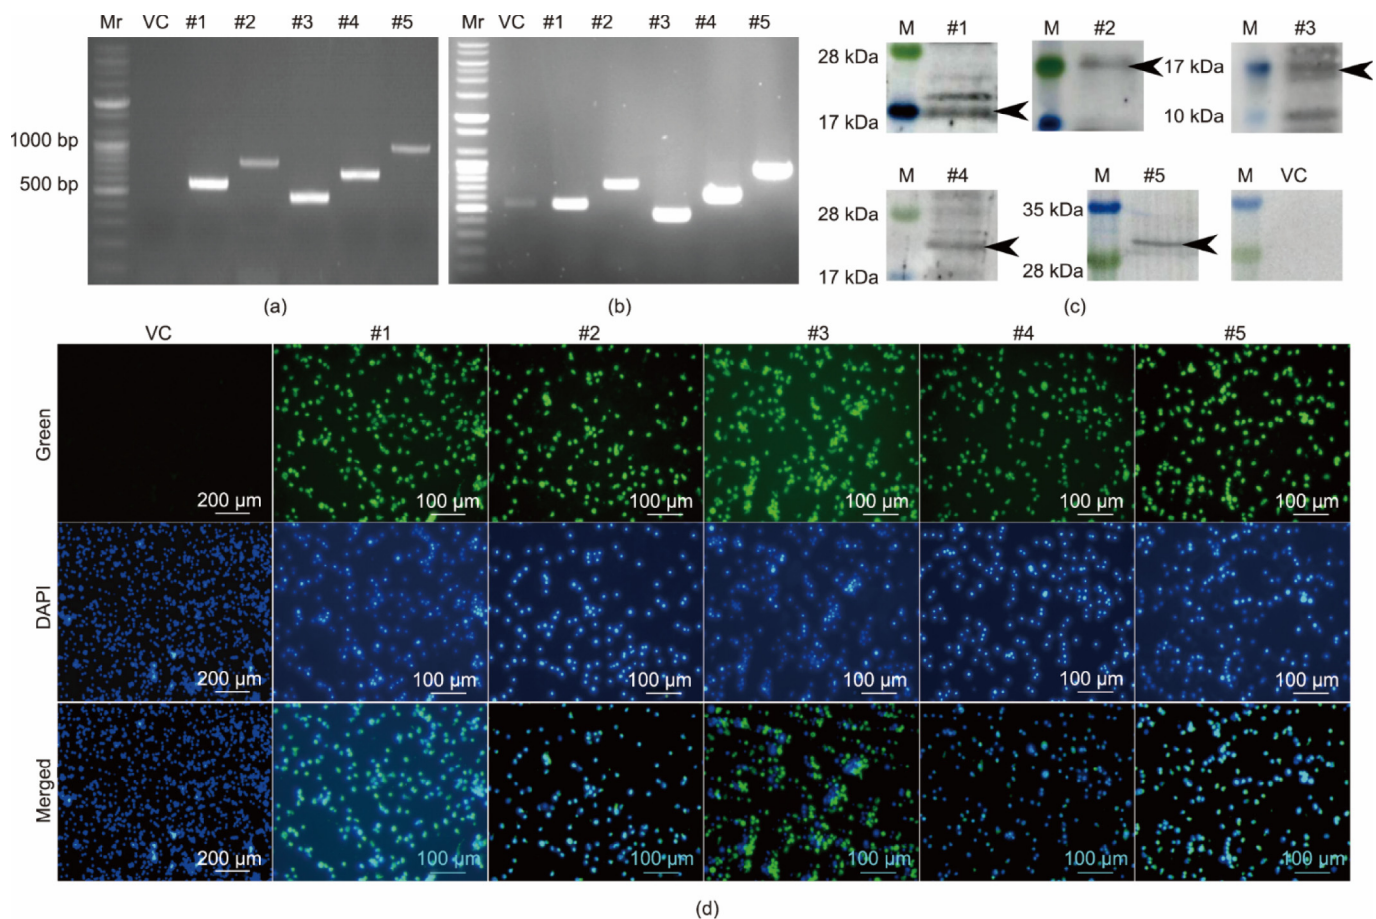 Mr VC #1 #2 #3 #4 #5
1000 bp
500 bp
(a)
Mr VC #1 #2 #3 #4 #5
(b)
M #1
28 kDa
17 kDa
M #2
M #3
17 kDa
10 kDa
M #4
28 kDa
17 kDa
M #5
35 kDa
28 kDa
M VC
(c)
VC #1 #2 #3 #4 #5
Green
200 µm 100 µm 100 µm 100 µm 100 µm 100 µm
DAPI
200 µm 100 µm 100 µm 100 µm 100 µm 100 µm
Merged
200 µm 100 µm 100 µm 100 µm 100 µm 100 µm
(d)